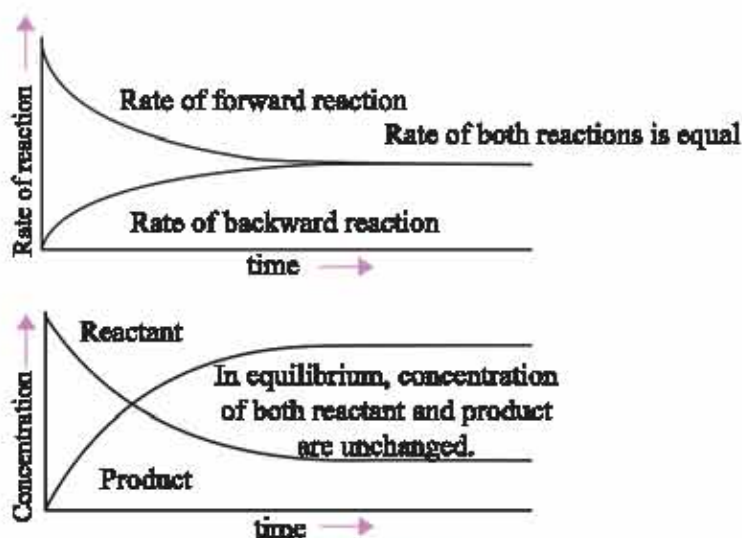 Rate of reaction
Rate of forward reaction
Rate of both reactions is equal
Rate of backward reaction
time
Concentration
Reactant
In equilibrium, concentration
of both reactant and product
are unchanged.
Product
time